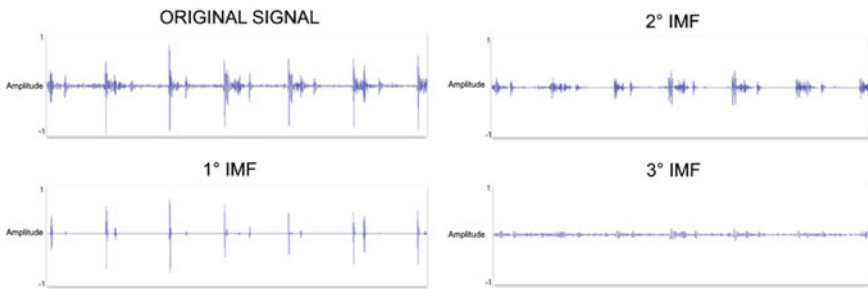 ORIGINAL SIGNAL
1
Amplitude
-1
2° IMF
1
Amplitude
-1
1° IMF
1
Amplitude
-1
3° IMF
1
Amplitude
-1